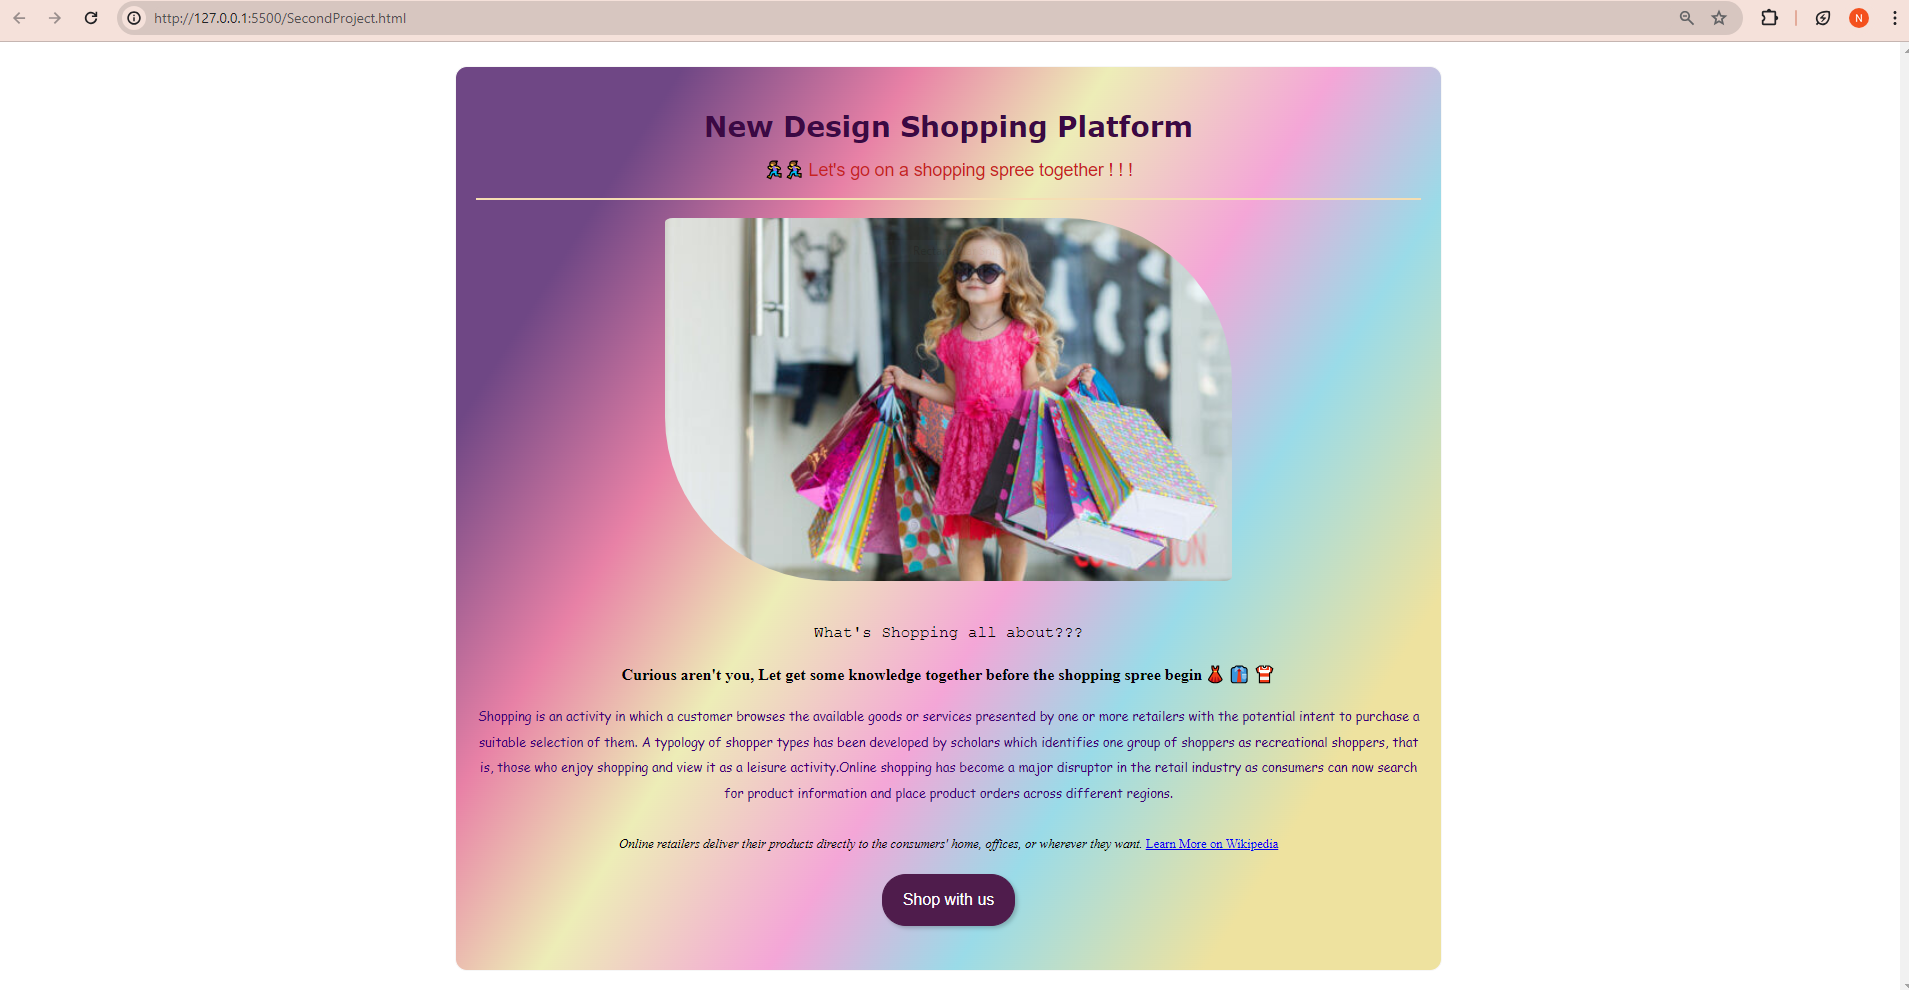 http://127.0.0.1:5500/SecondProject.html
N
New Design Shopping Platform
Let's go on a shopping spree together ! ! !
What's Shopping all about???
Curious aren't you, Let get some knowledge together before the shopping spree begin
Shopping is an activity in which a customer browses the available goods or services presented by one or more retailers with the potential intent to purchase a
suitable selection of them. A typology of shopper types has been developed by scholars which identifies one group of shoppers as recreational shoppers, that
is, those who enjoy shopping and view it as a leisure activity.Online shopping has become a major disruptor in the retail industry as consumers can now search
for product information and place product orders across different regions.
Online retailers deliver their products directly to the consumers' home, offices, or wherever they want. Learn More on Wikipedia
Shop with us